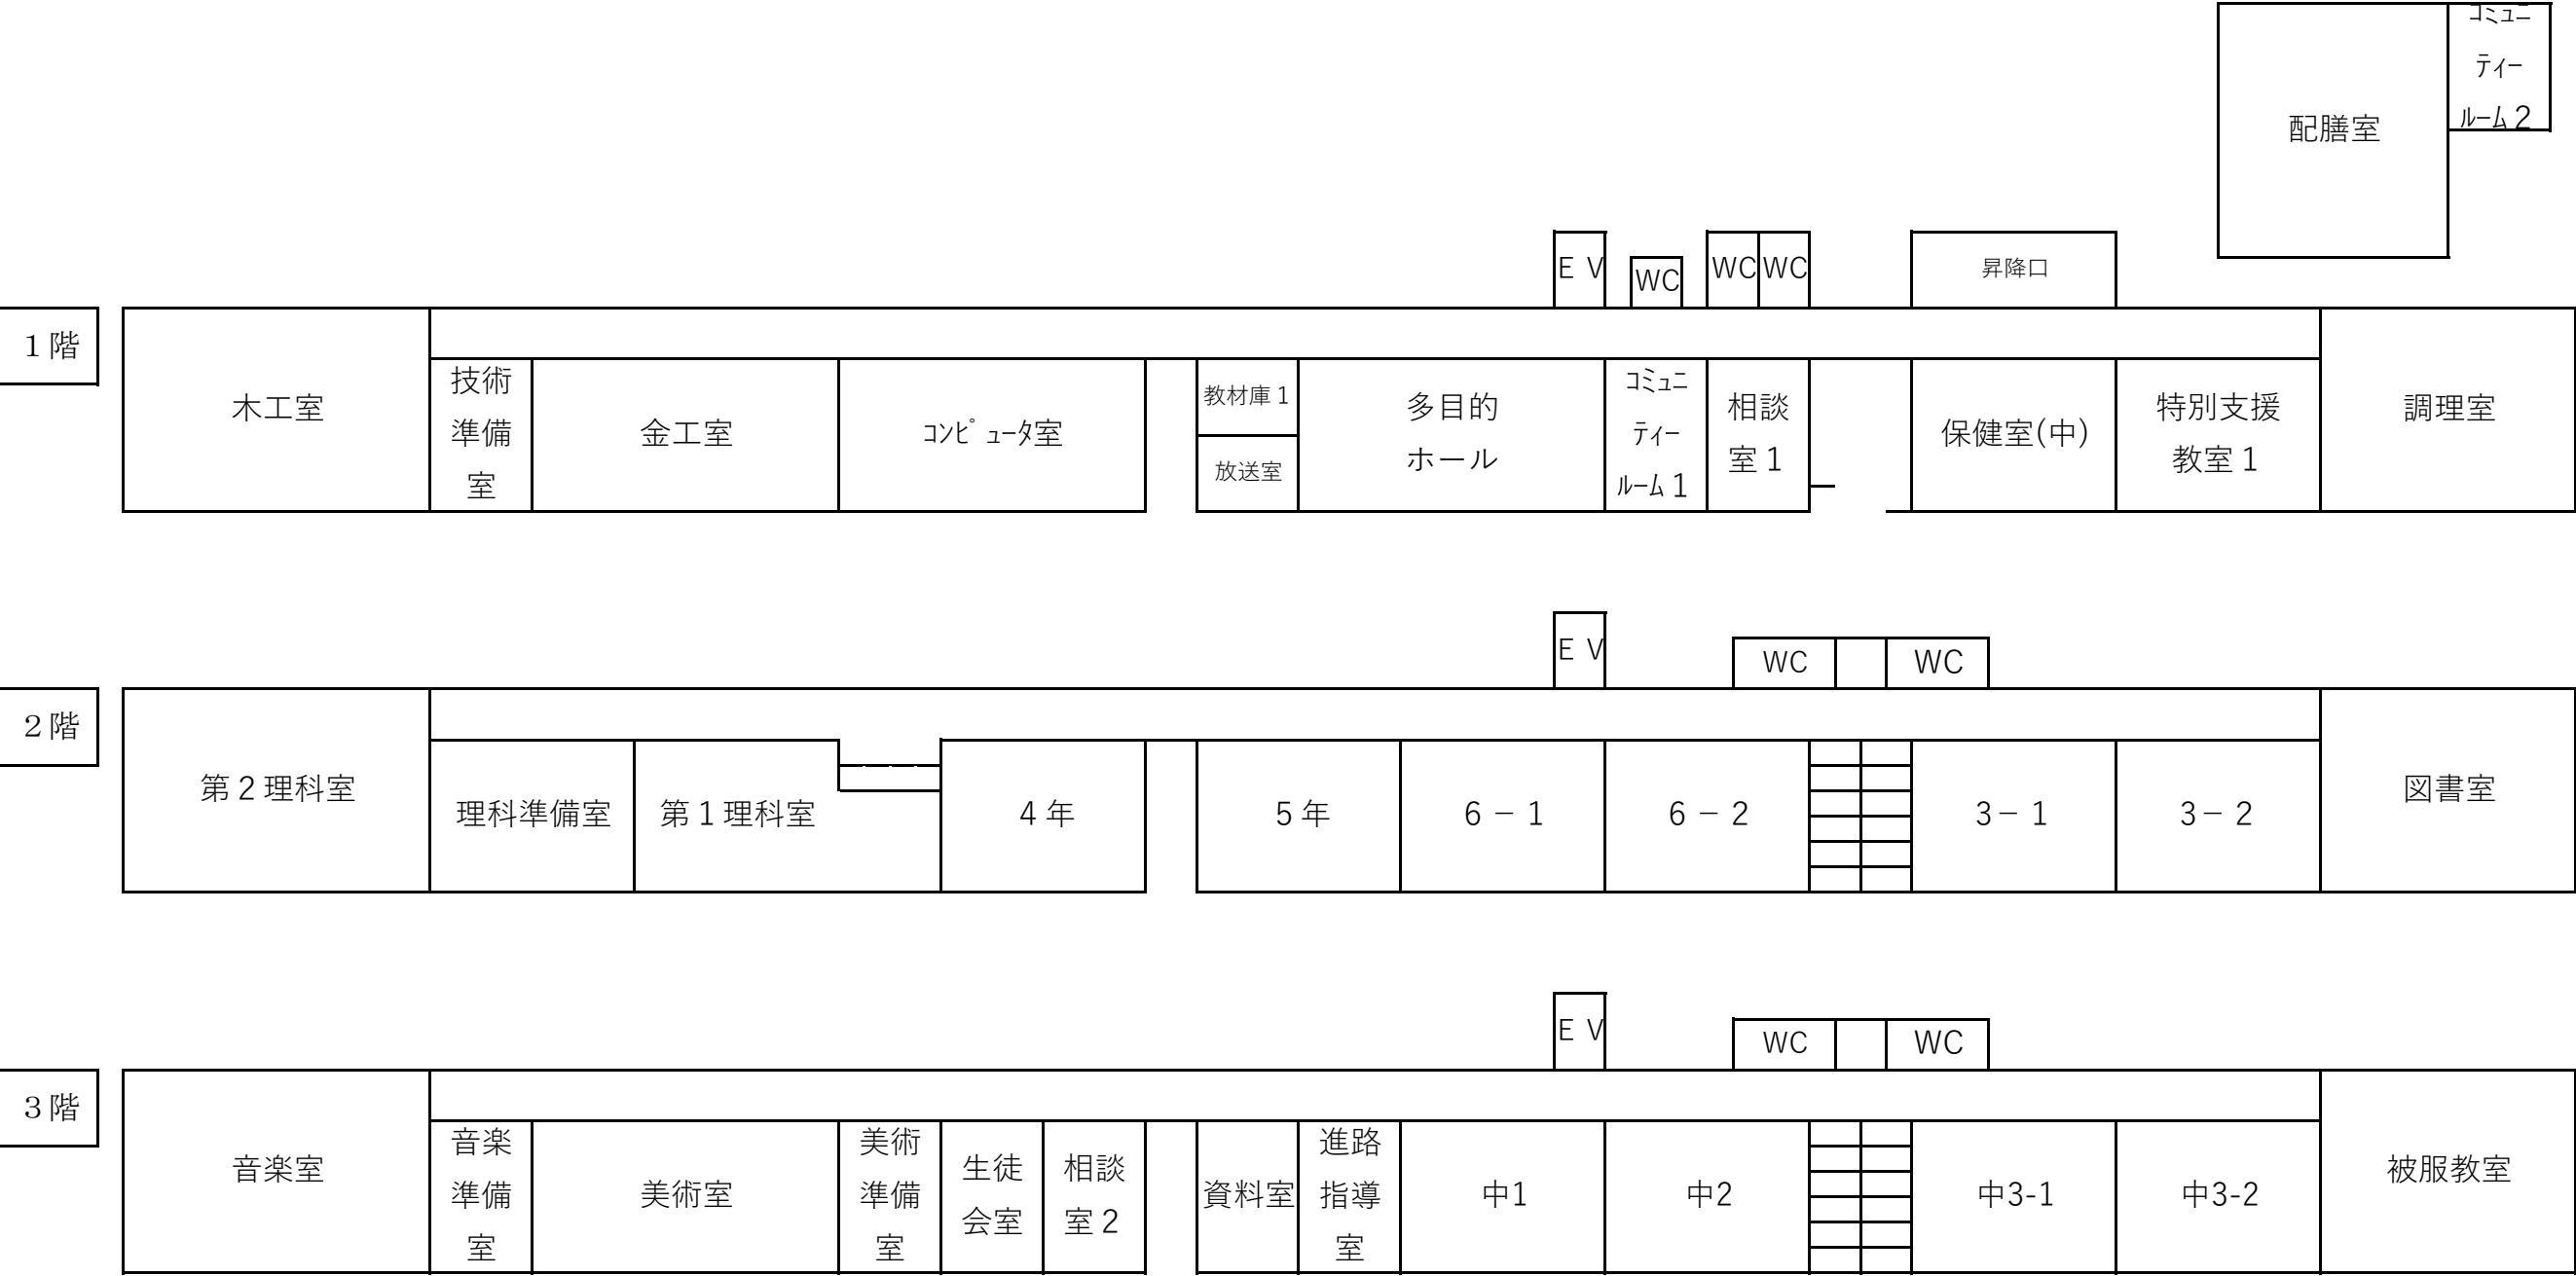 コミュニ
ティー
ルーム2
配膳室
E V
WC
WC
WC
昇降口
1階
木工室
技術
準備
室
金工室
コンピュータ室
教材庫1
放送室
多目的
ホール
コミュニ
ティー
ルーム1
相談
室1
保健室(中)
特別支援
教室1
調理室
E V
WC
WC
2階
第2理科室
理科準備室
第1理科室
4年
5年
6－1
6－2
3－1
3－2
図書室
E V
WC
WC
3階
音楽室
音楽
準備
室
美術室
美術
準備
室
生徒
会室
相談
室2
資料室
進路
指導
室
中1
中2
中3-1
中3-2
被服教室